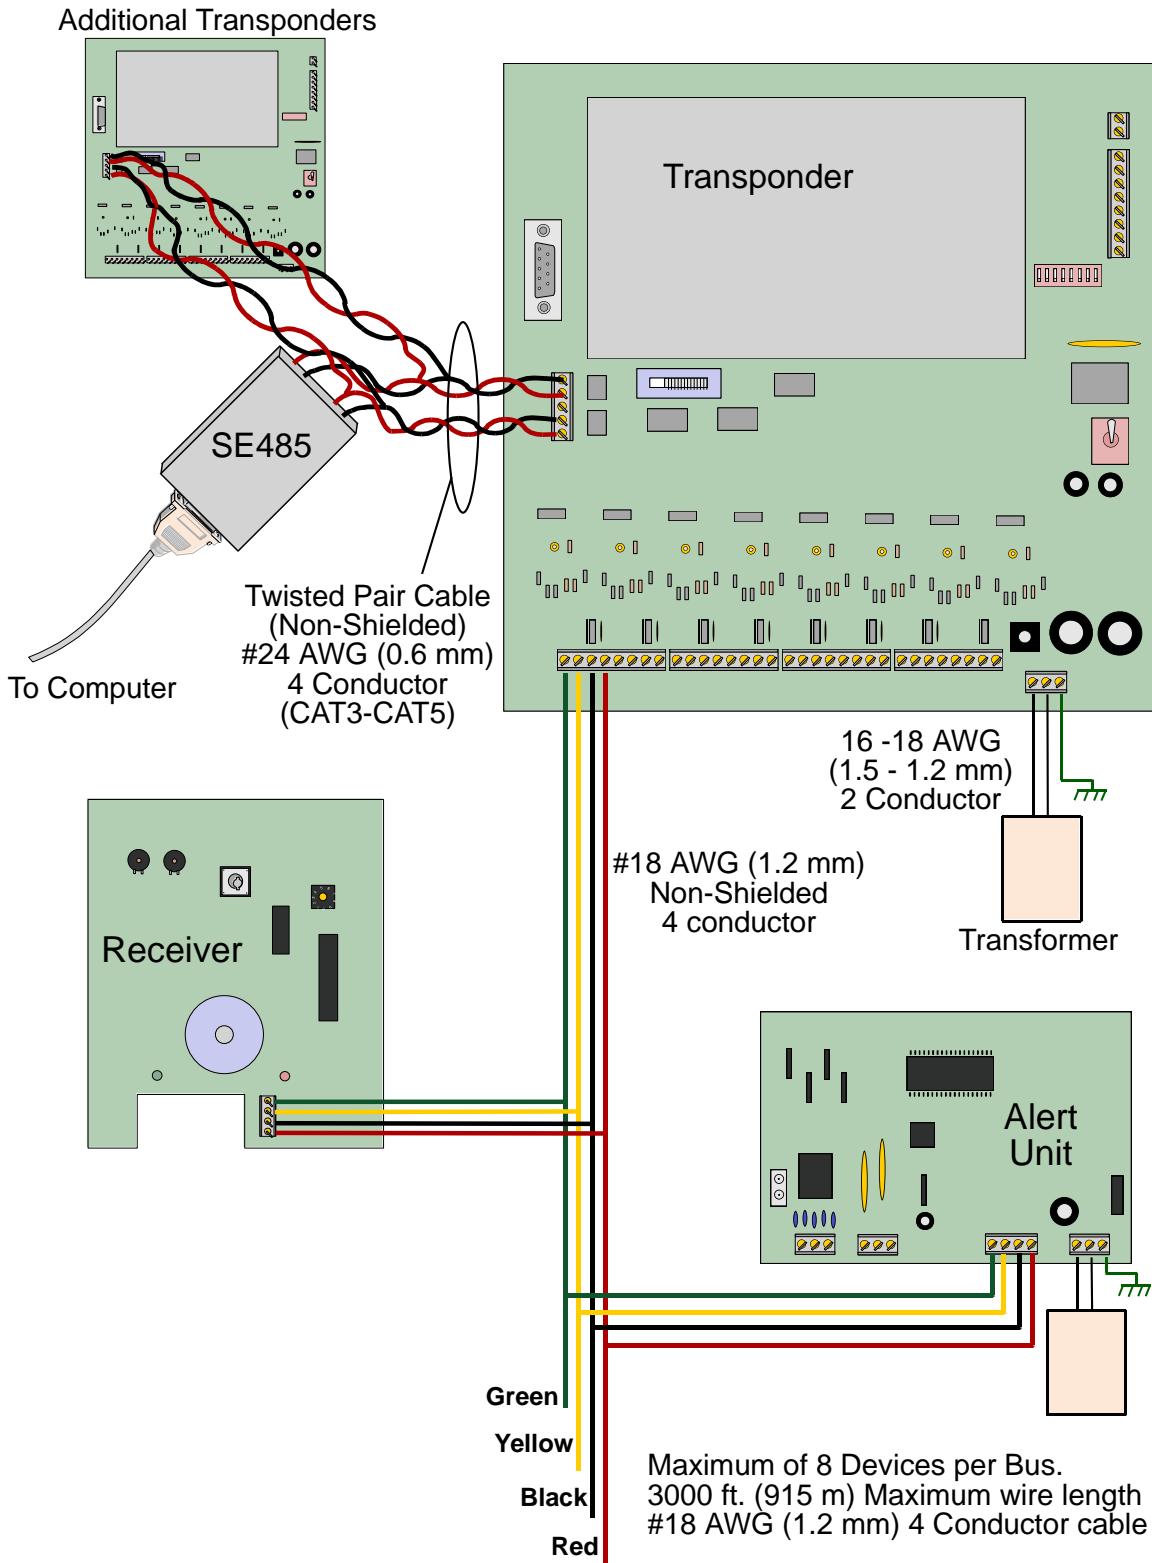 Additional Transponders
Transponder
SE485
Twisted Pair Cable
(Non-Shielded)
#24 AWG (0.6 mm)
4 Conductor
(CAT3-CAT5)
To Computer
16 -18 AWG
(1.5 - 1.2 mm)
2 Conductor
#18 AWG (1.2 mm)
Non-Shielded
4 conductor
Transformer
Receiver
Alert
Unit
Green
Yellow
Black
Red
Maximum of 8 Devices per Bus.
3000 ft. (915 m) Maximum wire length
#18 AWG (1.2 mm) 4 Conductor cable